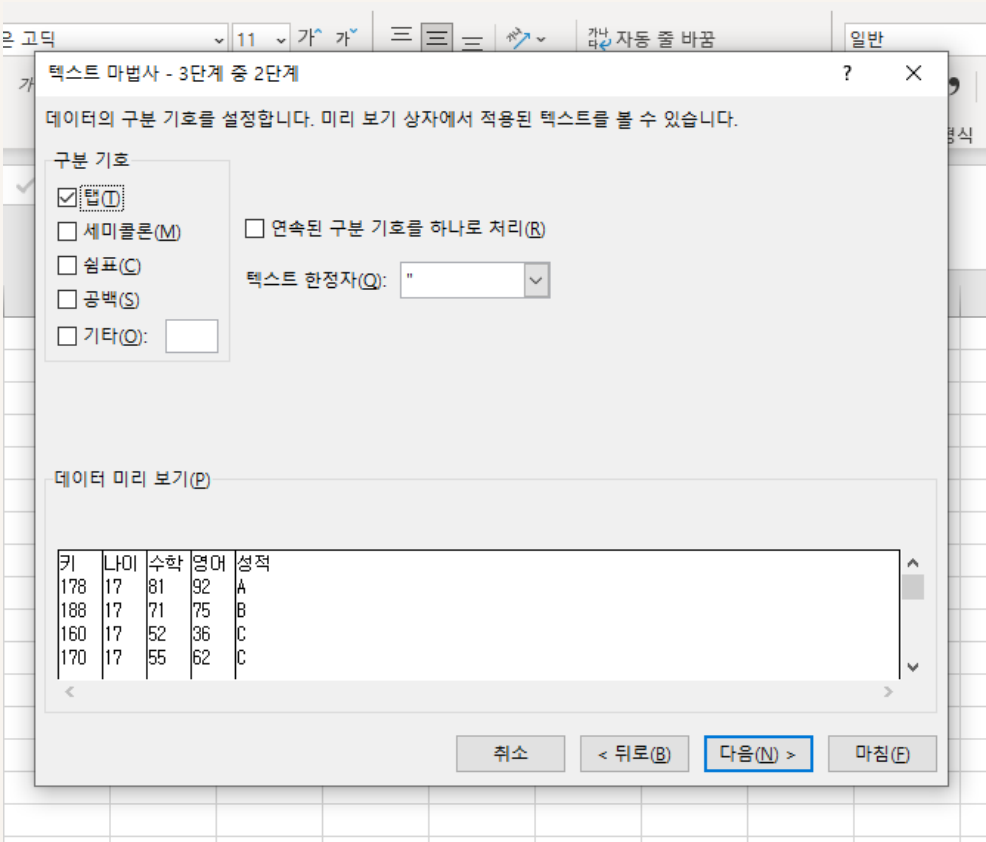 은 고딕 11 가 가 가나다 자동 줄 바꿈 일반
텍스트 마법사 - 3단계 중 2단계 ? ×
가
데이터의 구분 기호를 설정합니다. 미리 보기 상자에서 적용된 텍스트를 볼 수 있습니다.
구분 기호
탭(T)
세미콜론(M)
연속된 구분 기호를 하나로 처리(R)
쉼표(C)
텍스트 한정자(Q): "
공백(S)
기타(O):
데이터 미리 보기(P)
키 나이 수학 영어 성적
178 17 81 92 A
188 17 71 75 B
160 17 52 36 C
170 17 55 62 C
취소 < 뒤로(B) 다음(N) > 마침(F)